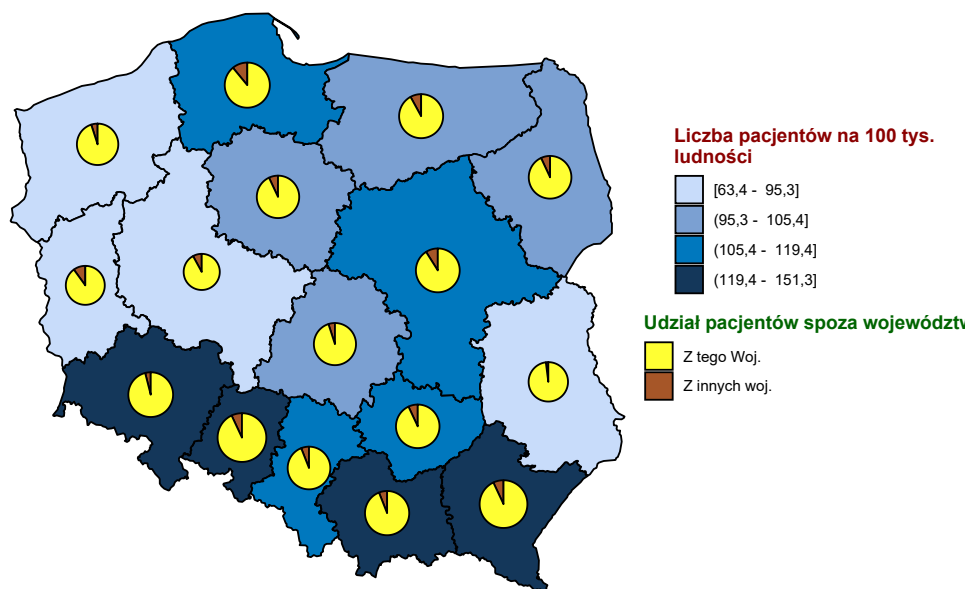 Liczba pacjentów na 100 tys.
ludności
[63,4 - 95,3]
(95,3 - 105,4]
(105,4 - 119,4]
(119,4 - 151,3]
Udział pacjentów spoza województw
Z tego Woj.
Z innych woj.